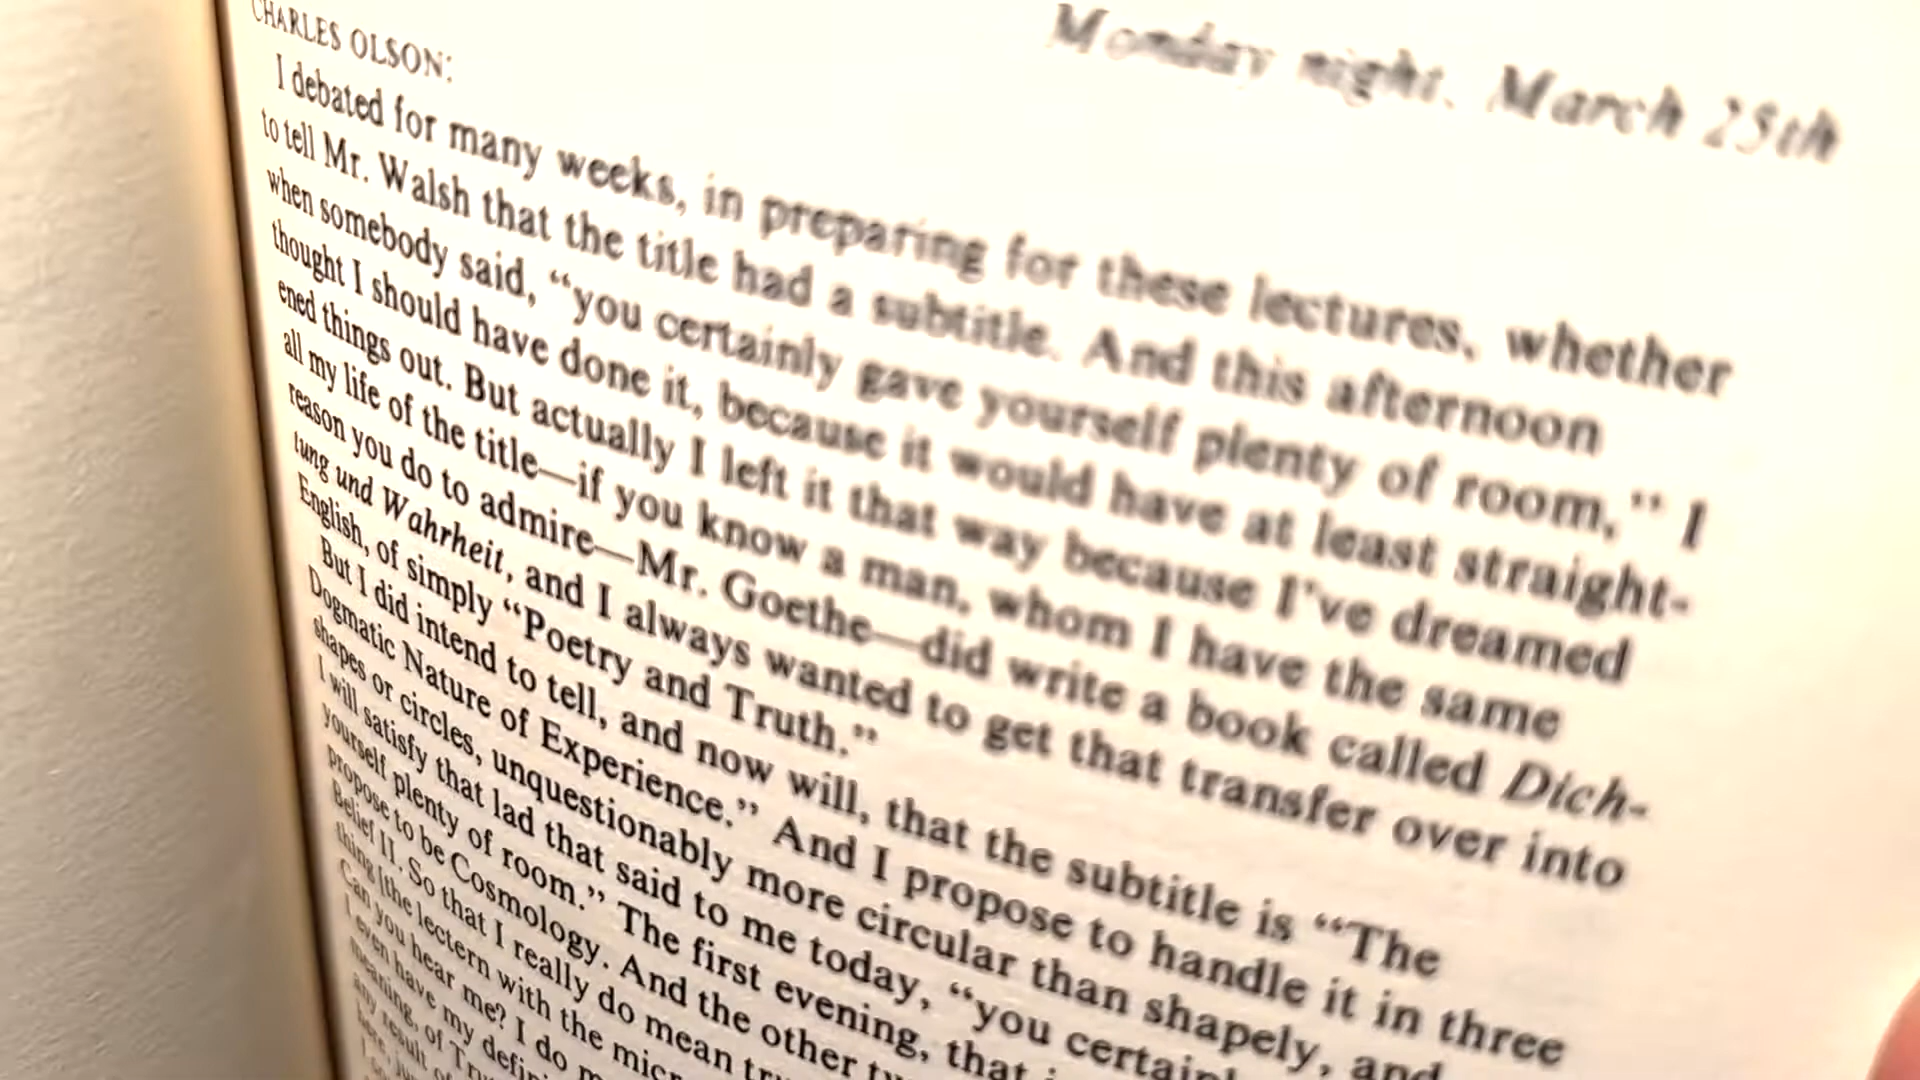 Monday night. March 25th
CHARLES OLSON:
I debated for many weeks, in preparing for these lectures, whether
to tell Mr. Walsh that the title had a subtitle. And this afternoon
when somebody said, “you certainly gave yourself plenty of room,” I
thought I should have done it, because it would have at least straight-
ened things out. But actually I left it that way because I’ve dreamed
all my life of the title—if you know a man, whom I have the same
reason you do to admire—Mr. Goethe—did write a book called Dich-
tung und Wahrheit, and I always wanted to get that transfer over into
English, of simply “Poetry and Truth.”
But I did intend to tell, and now will, that the subtitle is “The
Dogmatic Nature of Experience.” And I propose to handle it in three
shapes or circles, unquestionably more circular than shapely, and
I will satisfy that lad that said to me today, “you certainl
yourself plenty of room.” The first evening, that
propose to be Cosmology. And the other
Belief II. So that I really do mean
thing [the lectern with the
Can you hear me? I do
I even have my
meaning, of
any result of